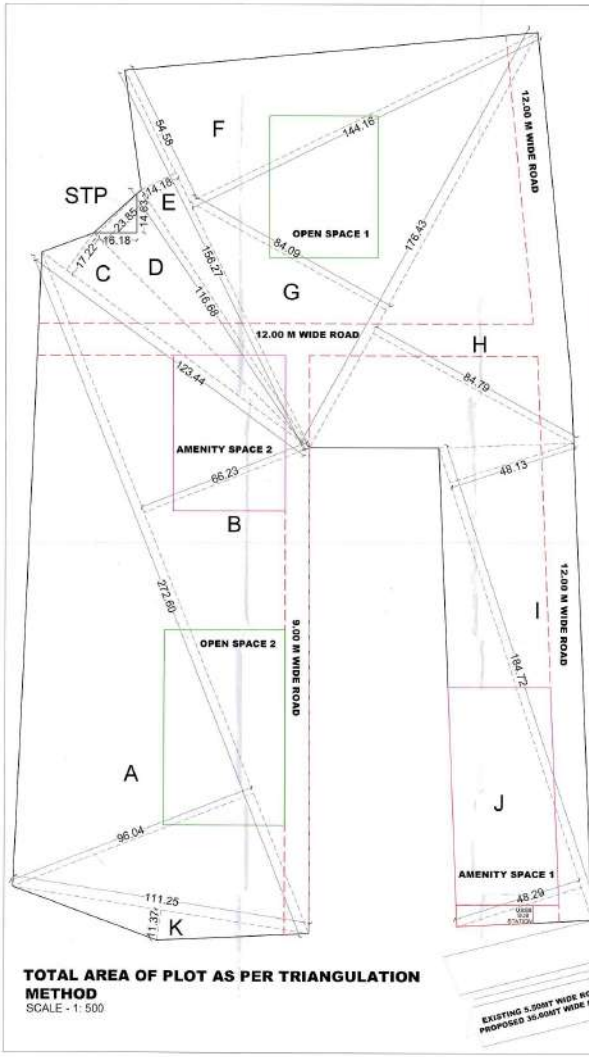 12.00 M WIDE ROAD
54.58
F
144.16
STP
14.18
E
14.63
23.85
16.18
OPEN SPACE 1
176.43
17.22
C
D
156.27
84.09
116.68
G
12.00 M WIDE ROAD
H
123.44
84.79
AMENITY SPACE 2
66.23
48.13
B
272.60
12.00 M WIDE ROAD
I
OPEN SPACE 2
9.00 M WIDE ROAD
184.72
A
J
96.04
AMENITY SPACE 1
111.25
48.29
11.37
K
SUB
STATION
TOTAL AREA OF PLOT AS PER TRIANGULATION
METHOD
SCALE - 1: 500
EXISTING 5.50MT WIDE
PROPOSED 36.00MT WIDE